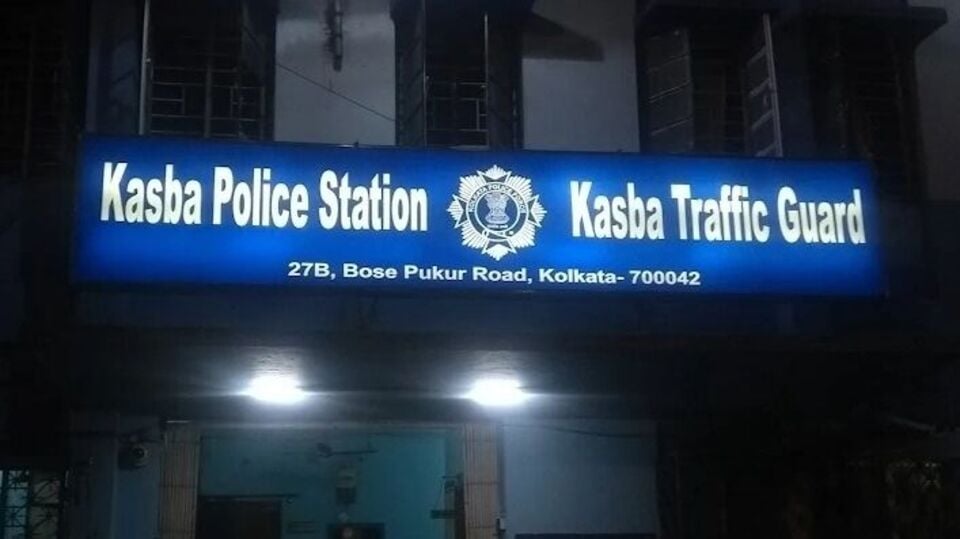 Kasba Police Station
Kasba Traffic Guard
27B, Bose Pukur Road, Kolkata- 700042